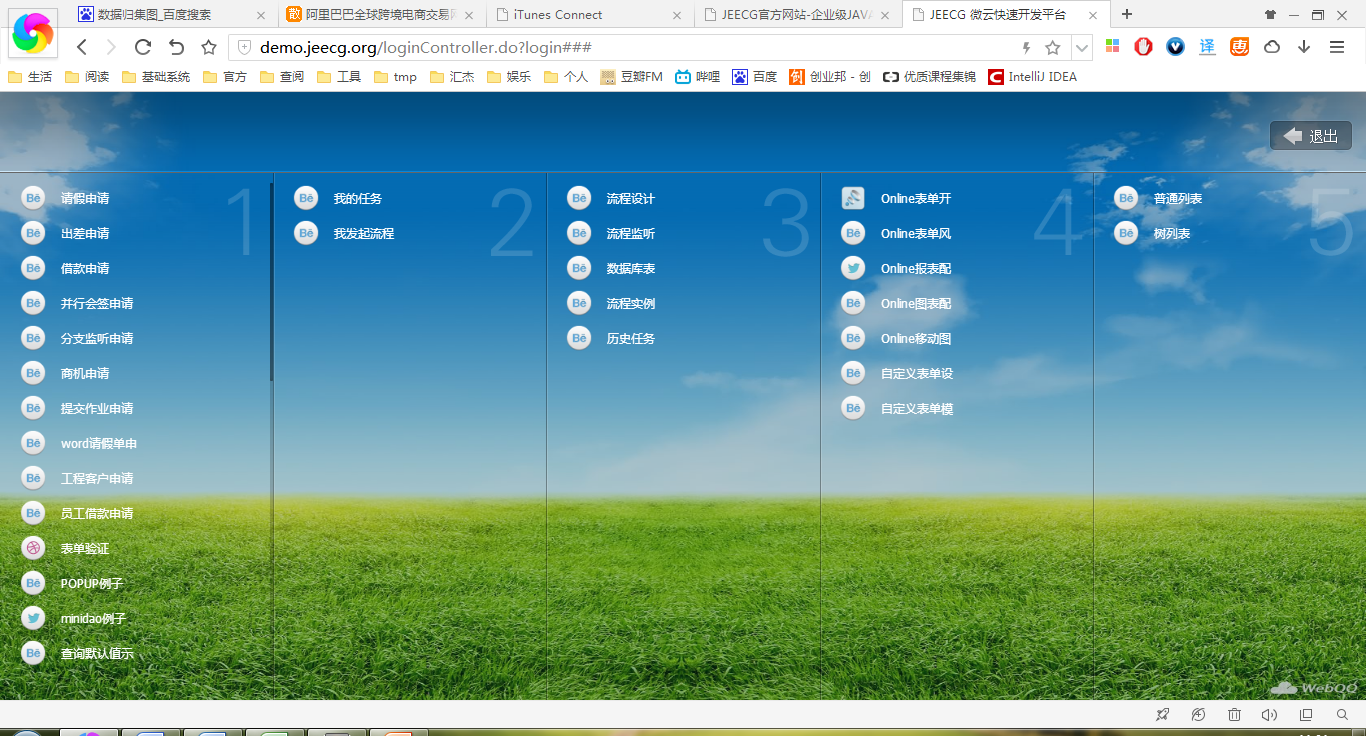 数据归集图_百度搜索
阿里巴巴全球跨境电商交易
iTunes Connect
JEECG官方网站-企业级JAVA
JEECG 微云快速开发平台
demo.jeecg.org/loginController.do?login###
译
惠
生活
阅读
基础系统
官方
查阅
工具
tmp
汇杰
娱乐
个人
豆瓣FM
哔哩
百度
创业邦 - 创
优质课程集锦
IntelliJ IDEA
退出
1
请假申请
出差申请
借款申请
并行会签申请
分支监听申请
商机申请
提交作业申请
word请假单申
工程客户申请
员工借款申请
表单验证
POPUP例子
minidao例子
查询默认值示
2
我的任务
我发起流程
3
流程设计
流程监听
数据库表
流程实例
历史任务
4
Online表单开
Online表单风
Online报表配
Online图表配
Online移动图
自定义表单设
自定义表单模
5
普通列表
树列表
WebQQ